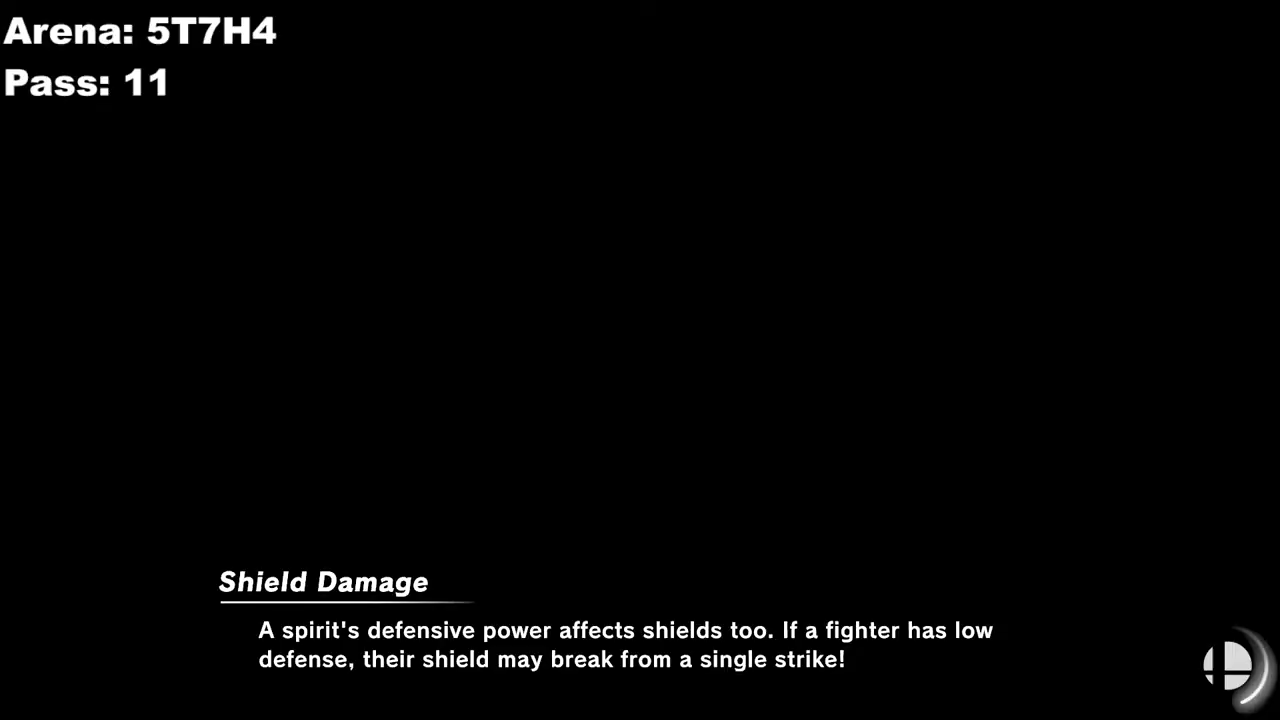 Arena: 5T7H4
Pass: 11
Shield Damage
A spirit's defensive power affects shields too. If a fighter has low
defense, their shield may break from a single strike!